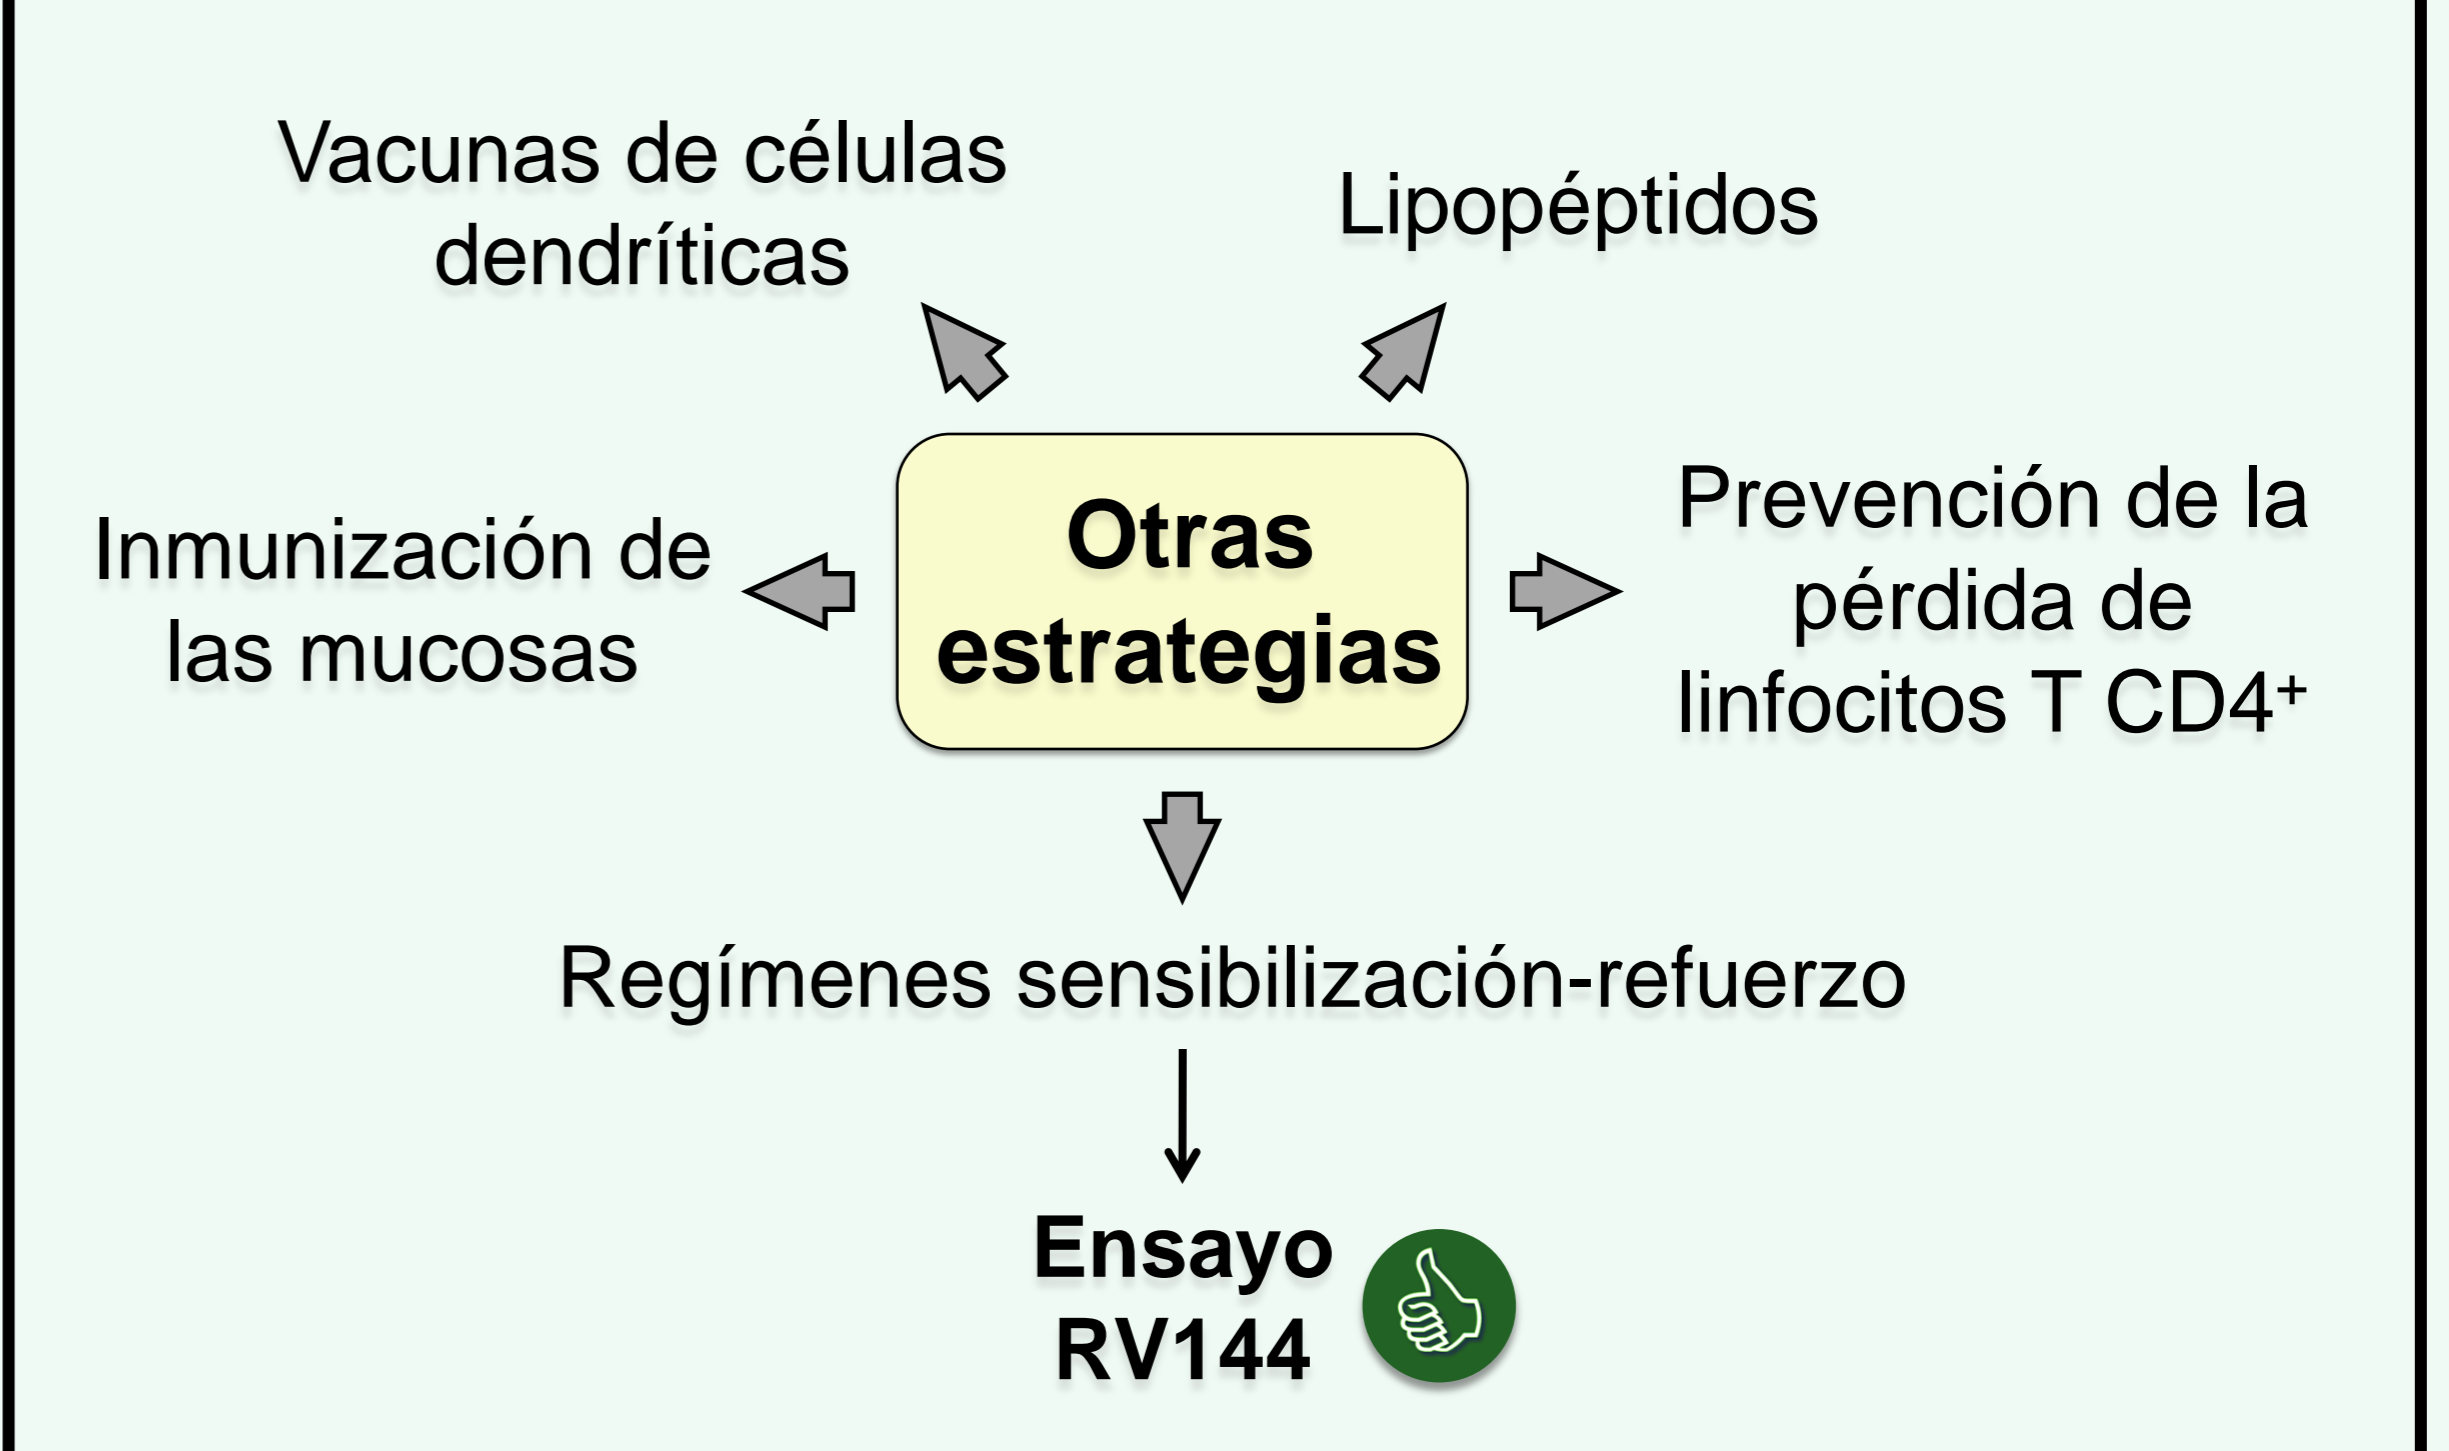 Vacunas de células
dendríticas
Lipopéptidos
Inmunización de
las mucosas
Otras
estrategias
Prevención de la
pérdida de
linfocitos T CD4⁺
Regímenes sensibilización-refuerzo
Ensayo
RV144